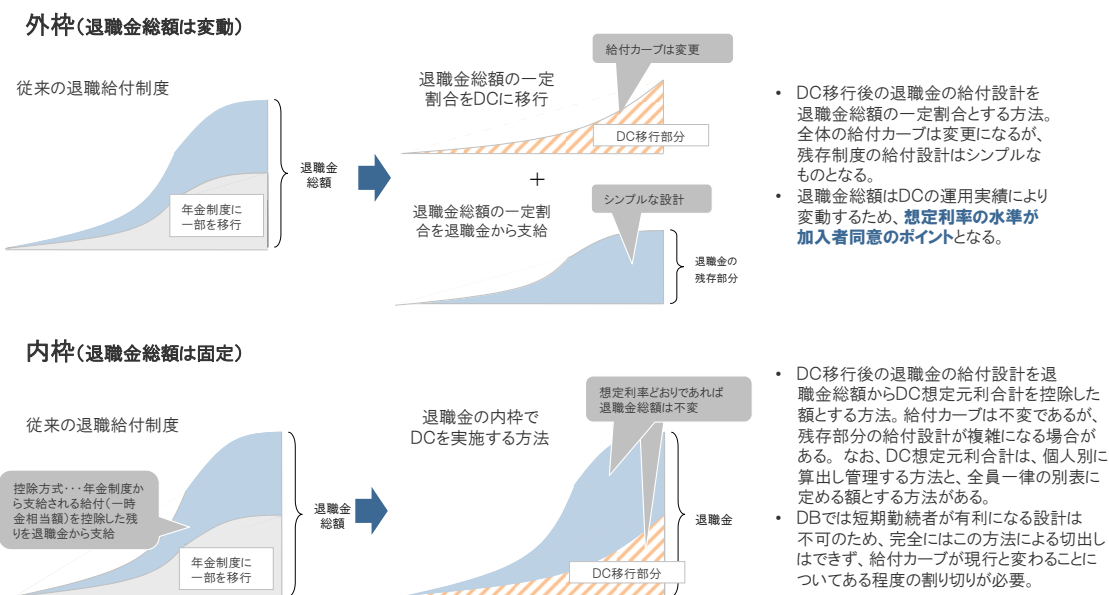 外枠(退職金総額は変動)
従来の退職給付制度
年金制度に
一部を移行
退職金
総額
退職金総額の一定
割合をDCに移行
給付カーブは変更
DC移行部分
+
退職金総額の一定割
合を退職金から支給
シンプルな設計
退職金の
残存部分
• DC移行後の退職金の給付設計を
退職金総額の一定割合とする方法。
全体の給付カーブは変更になるが、
残存制度の給付設計はシンプルな
ものとなる。
• 退職金総額はDCの運用実績により
変動するため、想定利率の水準が
加入者同意のポイントとなる。
内枠(退職金総額は固定)
従来の退職給付制度
控除方式・・・年金制度か
ら支給される給付(一時
金相当額)を控除した残
りを退職金から支給
年金制度に
一部を移行
退職金
総額
退職金の内枠で
DCを実施する方法
想定利率どおりであれば
退職金総額は不変
DC移行部分
退職金
• DC移行後の退職金の給付設計を退
職金総額からDC想定元利合計を控除した
額とする方法。給付カーブは不変であるが、
残存部分の給付設計が複雑になる場合が
ある。なお、DC想定元利合計は、個人別に
算出し管理する方法と、全員一律の別表に
定める額とする方法がある。
• DBでは短期勤続者が有利になる設計は
不可のため、完全にはこの方法による切出し
はできず、給付カーブが現行と変わることに
ついてある程度の割り切りが必要。